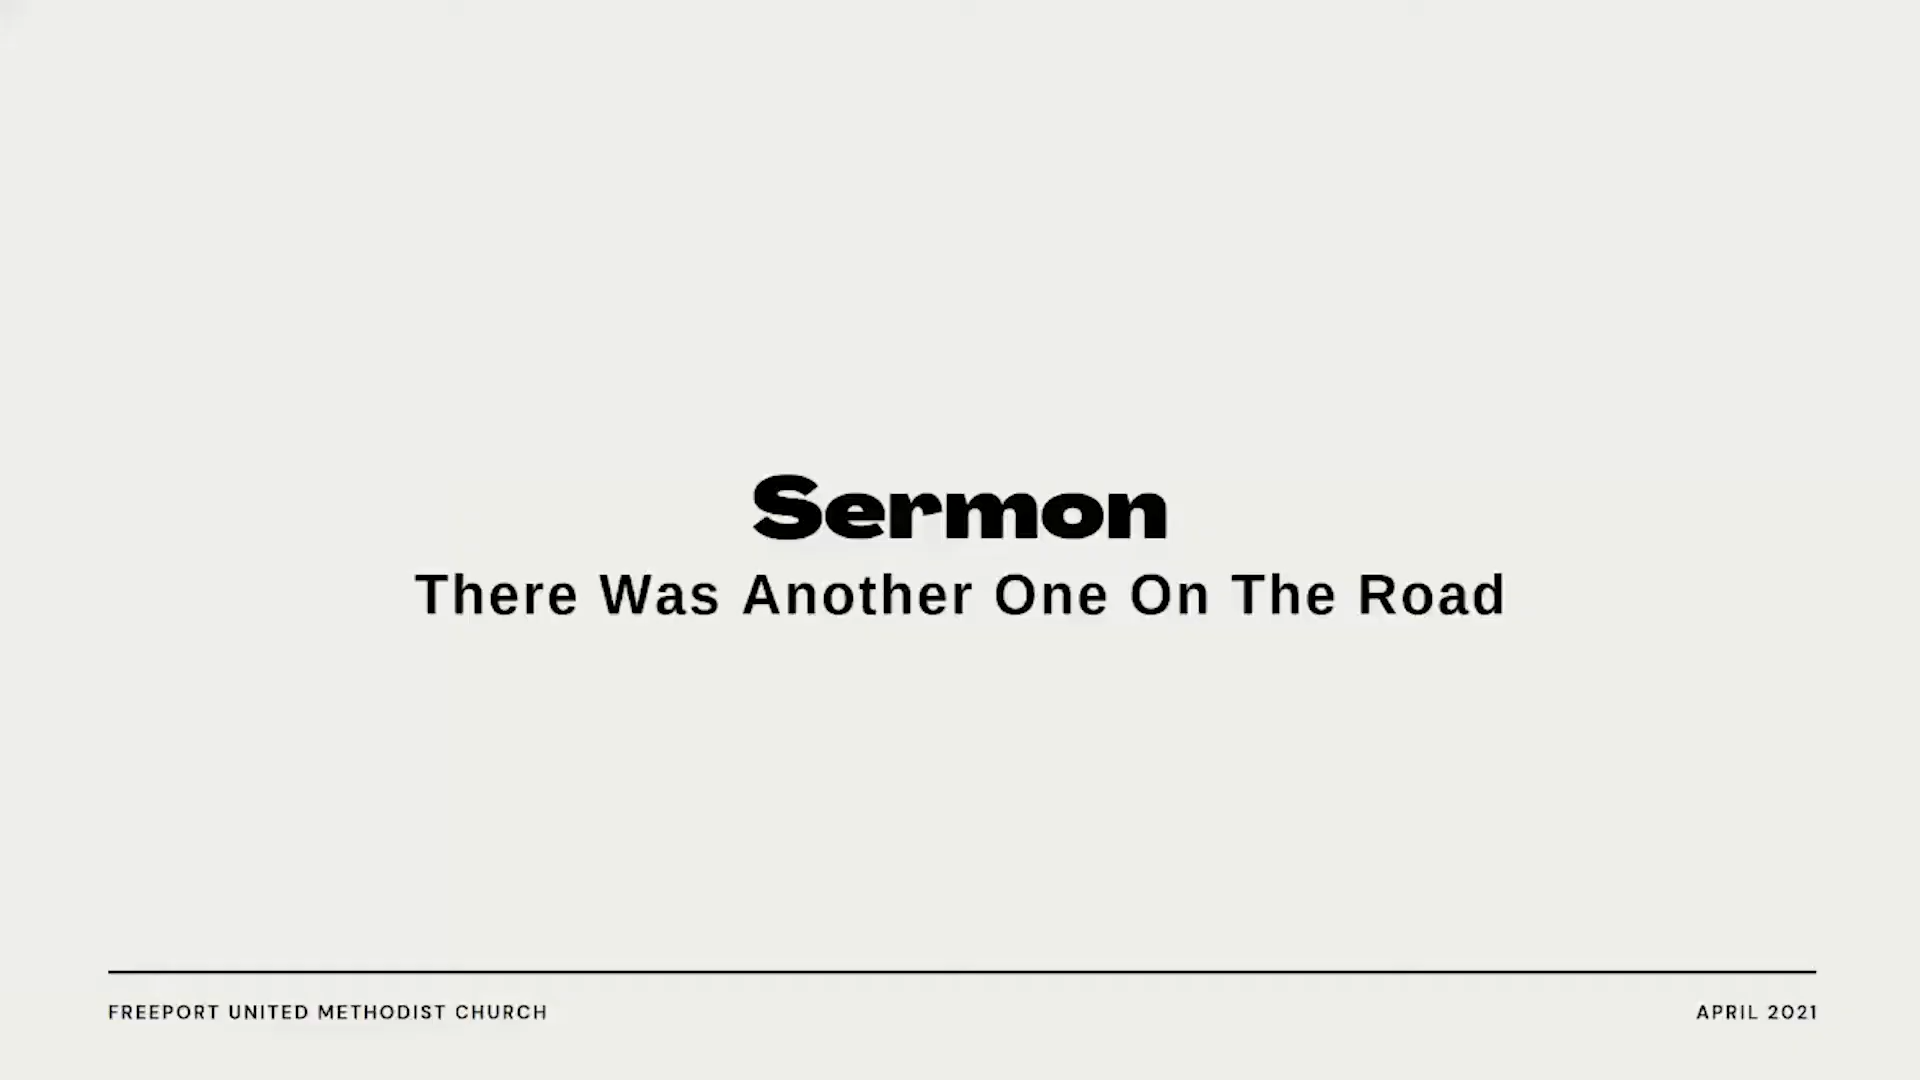 Sermon
There Was Another One On The Road
FREEPORT UNITED METHODIST CHURCH
APRIL 2021